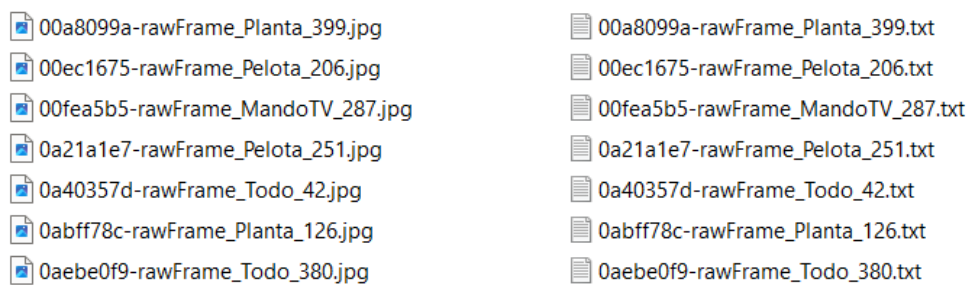 00a8099a-rawFrame_Planta_399.jpg 00a8099a-rawFrame_Planta_399.txt
00ec1675-rawFrame_Pelota_206.jpg 00ec1675-rawFrame_Pelota_206.txt
00fea5b5-rawFrame_MandoTV_287.jpg 00fea5b5-rawFrame_MandoTV_287.txt
0a21a1e7-rawFrame_Pelota_251.jpg 0a21a1e7-rawFrame_Pelota_251.txt
0a40357d-rawFrame_Todo_42.jpg 0a40357d-rawFrame_Todo_42.txt
0abff78c-rawFrame_Planta_126.jpg 0abff78c-rawFrame_Planta_126.txt
0aebe0f9-rawFrame_Todo_380.jpg 0aebe0f9-rawFrame_Todo_380.txt